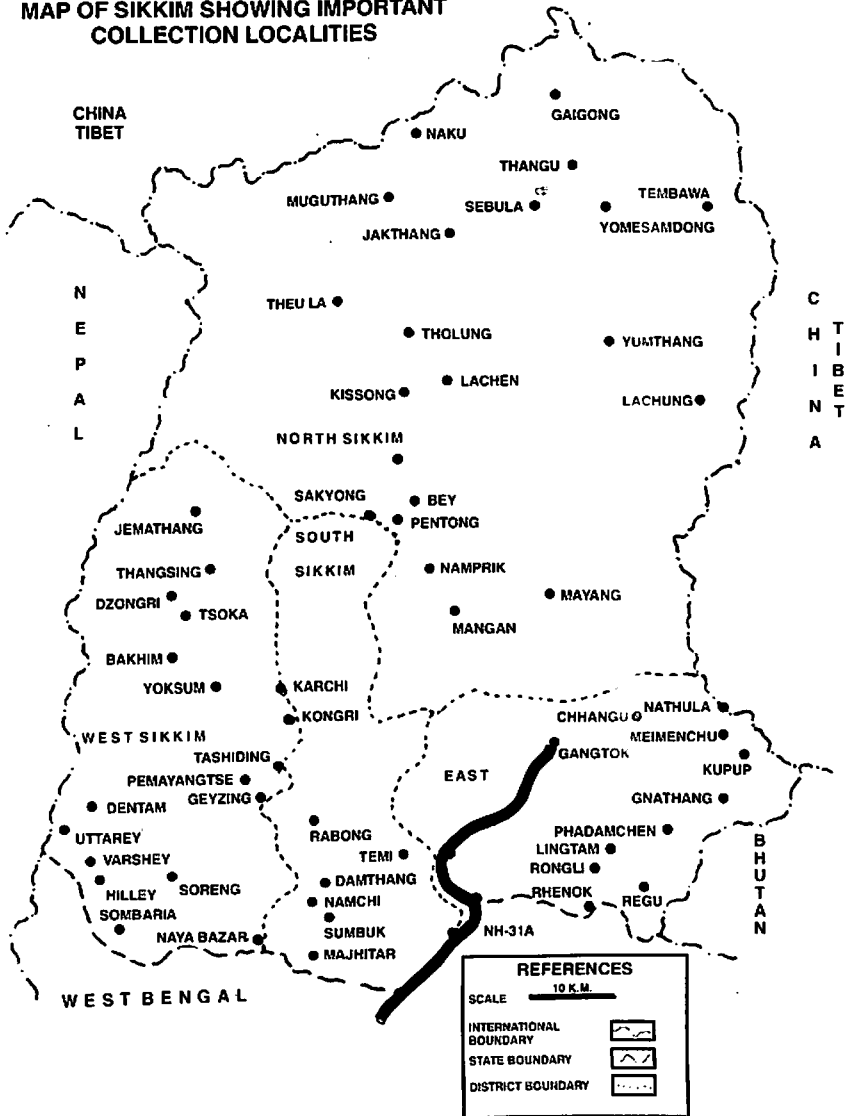 MAP OF SIKKIM SHOWING IMPORTANT
COLLECTION LOCALITIES
CHINA
TIBET
GAIGONG
NAKU
THANGU
MUGUTHANG
SEBULA
TEMBAWA
YOMESAMDONG
JAKTHANG
NEPAL
THEU LA
CHINA
TIBET
THOLUNG
YUMTHANG
LACHEN
KISSONG
LACHUNG
NORTH SIKKIM
SAKYONG
BEY
PENTONG
JEMATHANG
SOUTH
SIKKIM
THANGSING
NAMPRIK
DZONGRI
MAYANG
TSOKA
MANGAN
BAKHIM
YOKSUM
KARCHI
KONGRI
NATHULA
CHHANGU
WEST SIKKIM
MEIMENCHU
GANGTOK
TASHIDING
KUPUP
EAST
PEMAYANGTSE
GEYZING
GNATHANG
DENTAM
RABONG
PHADAMCHEN
UTTAREY
LINGTAM
TEMI
VARSHEY
RONGLI
BHUTAN
DAMTHANG
HILLEY
SORENG
RHENOK
REGU
NAMCHI
SOMBARIA
SUMBUK
NH-31A
NAYA BAZAR
MAJHITAR
WEST BENGAL
REFERENCES
SCALE 10 K.M.
INTERNATIONAL
BOUNDARY
STATE BOUNDARY
DISTRICT BOUNDARY